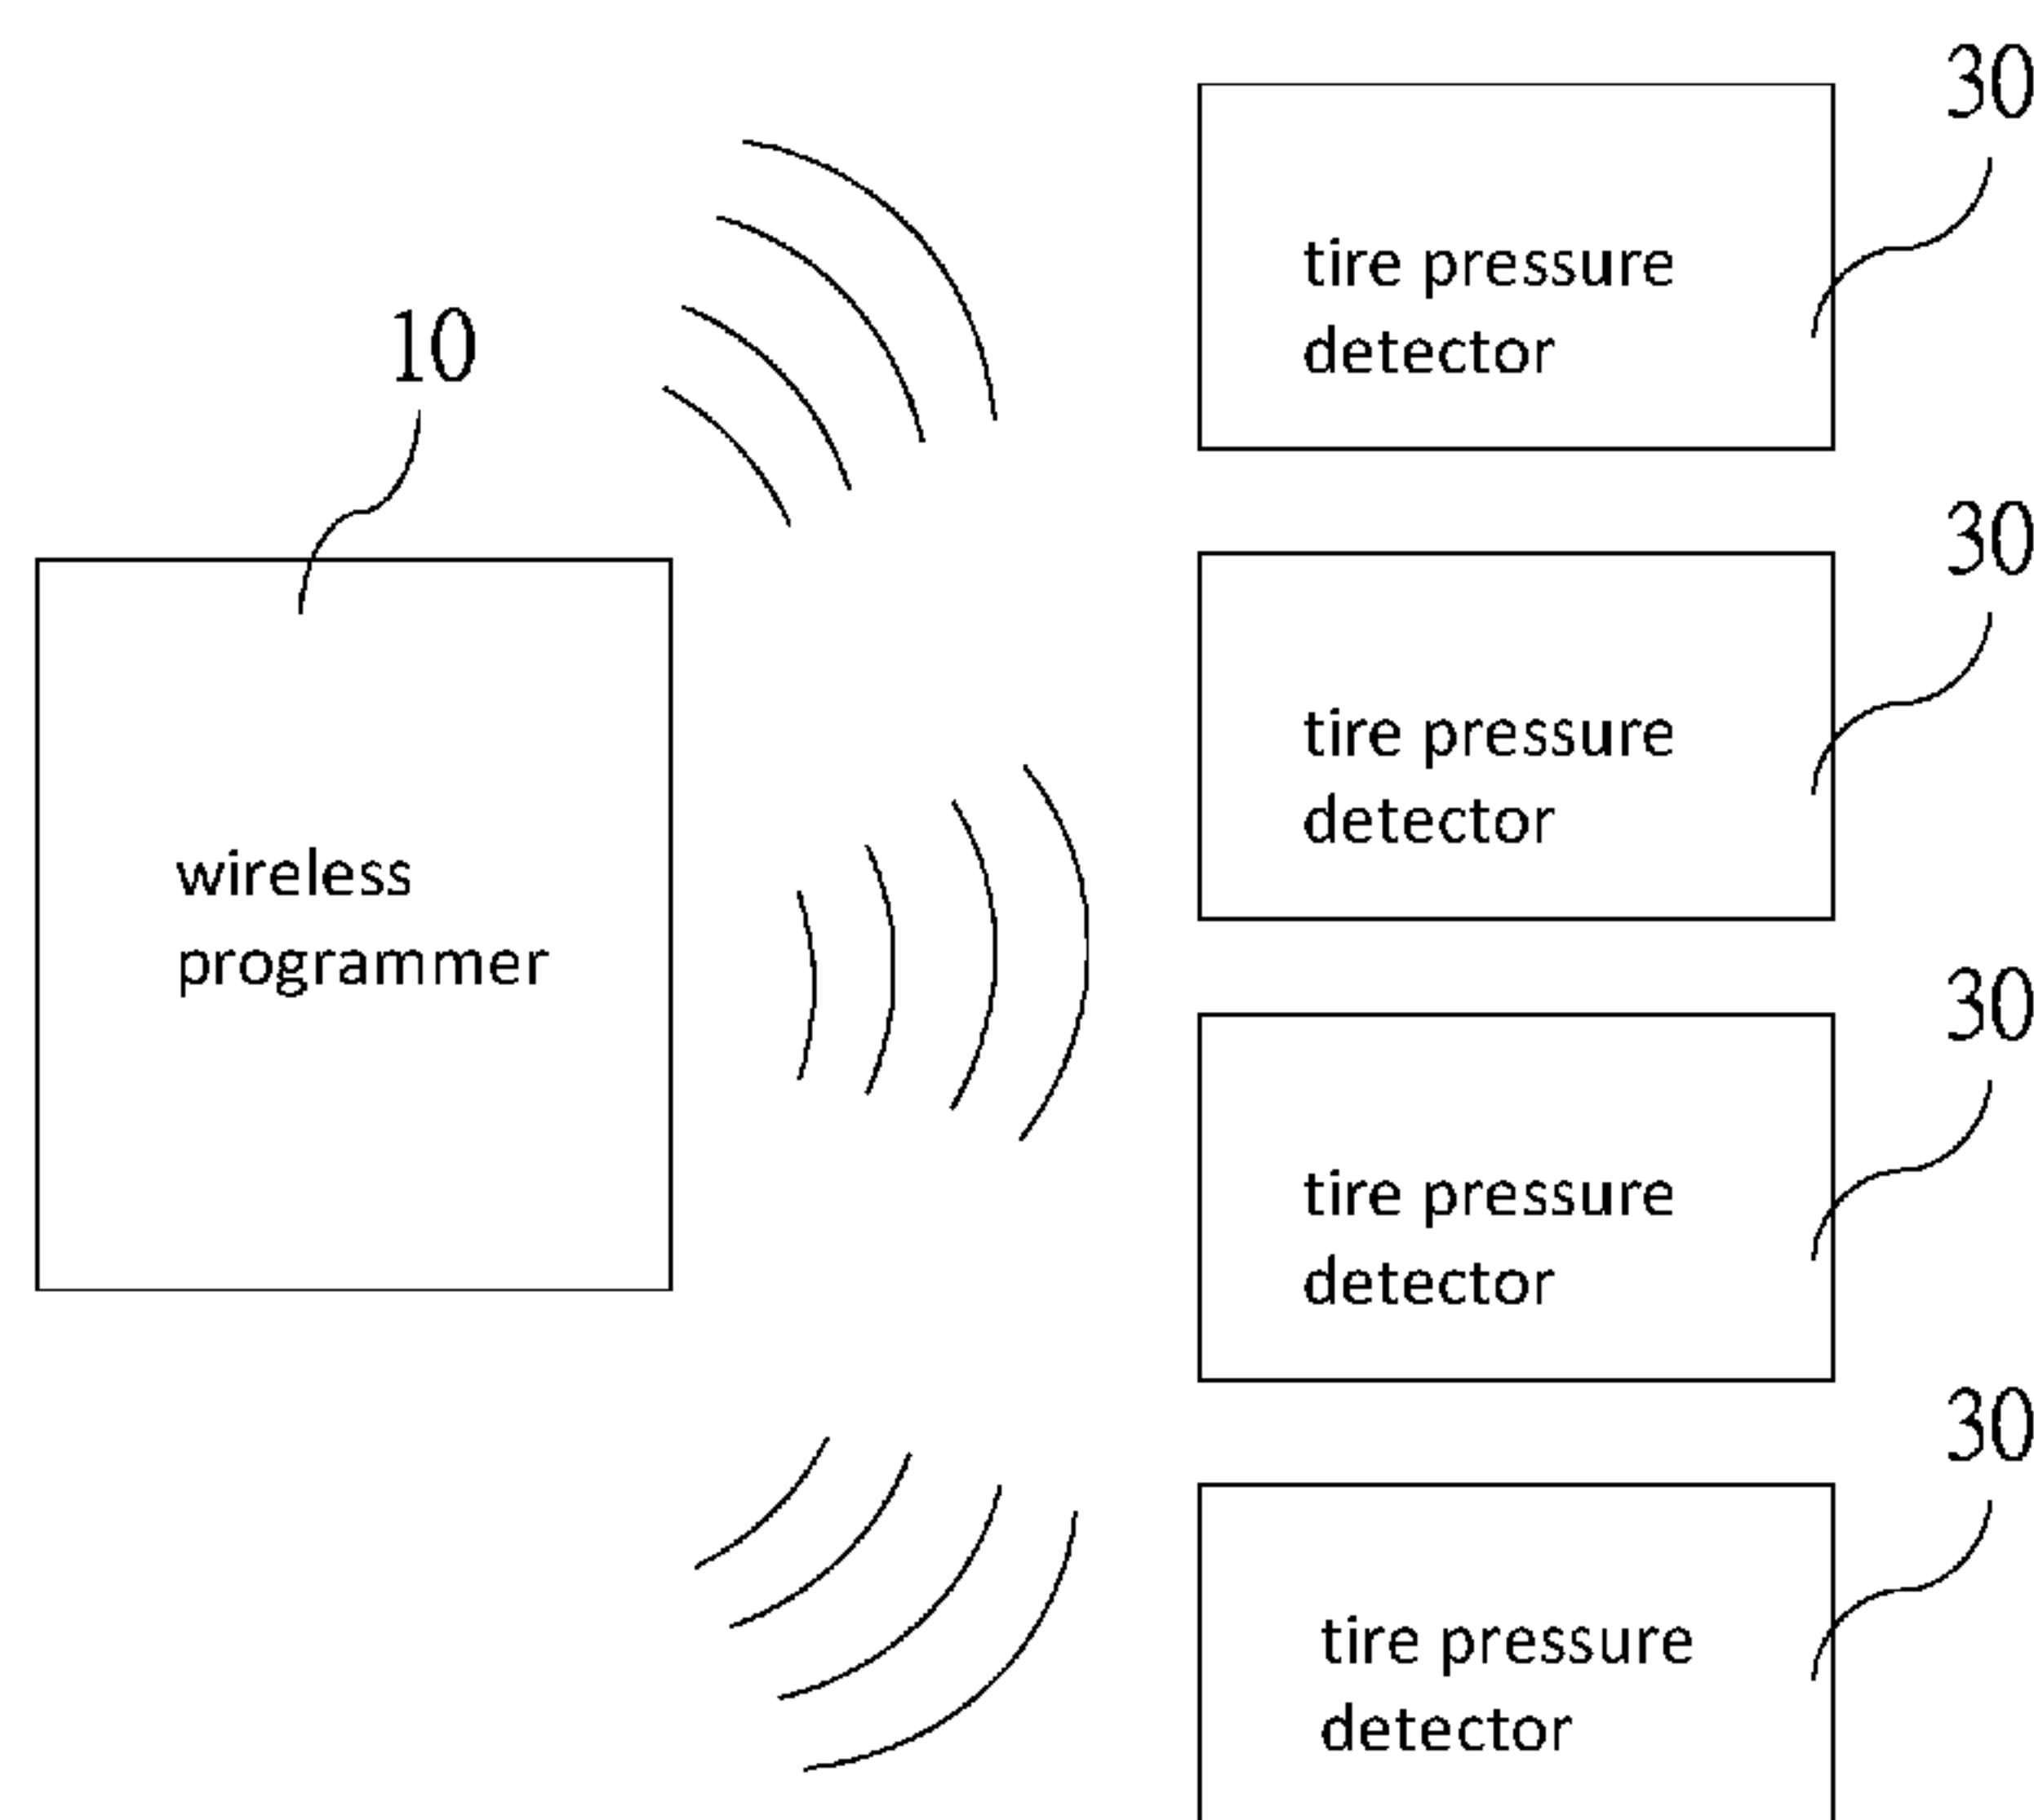 30
tire pressure
detector
10
30
tire pressure
detector
wireless
programmer
30
tire pressure
detector
30
tire pressure
detector